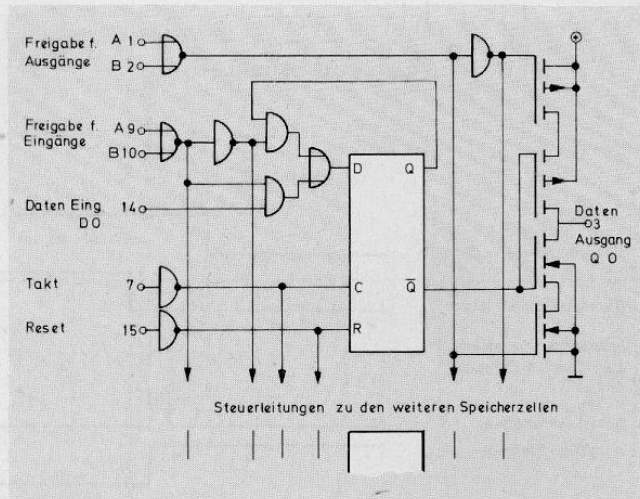 Freigabe f. A 1
Ausgänge B 2
Freigabe f. A 9
Eingänge B 10
Daten Eing. 14
D0
Takt 7
Reset 15
D Q
C Q̅
R
Daten
3
Ausgang
Q 0
Steuerleitungen zu den weiteren Speicherzellen